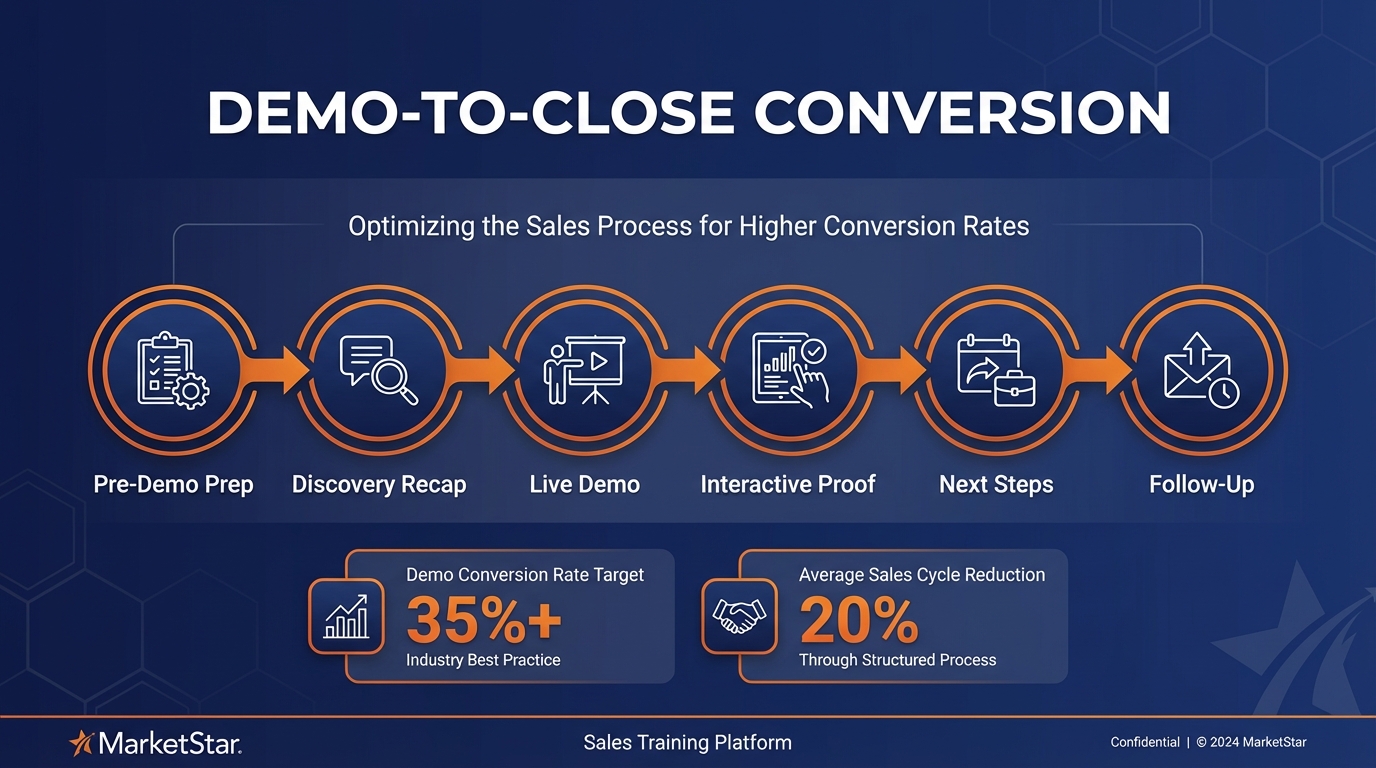 DEMO-TO-CLOSE CONVERSION
Optimizing the Sales Process for Higher Conversion Rates
Pre-Demo Prep
Discovery Recap
Live Demo
Interactive Proof
Next Steps
Follow-Up
Demo Conversion Rate Target
35%+
Industry Best Practice
Average Sales Cycle Reduction
20%
Through Structured Process
MarketStar.
Sales Training Platform
Confidential | © 2024 MarketStar